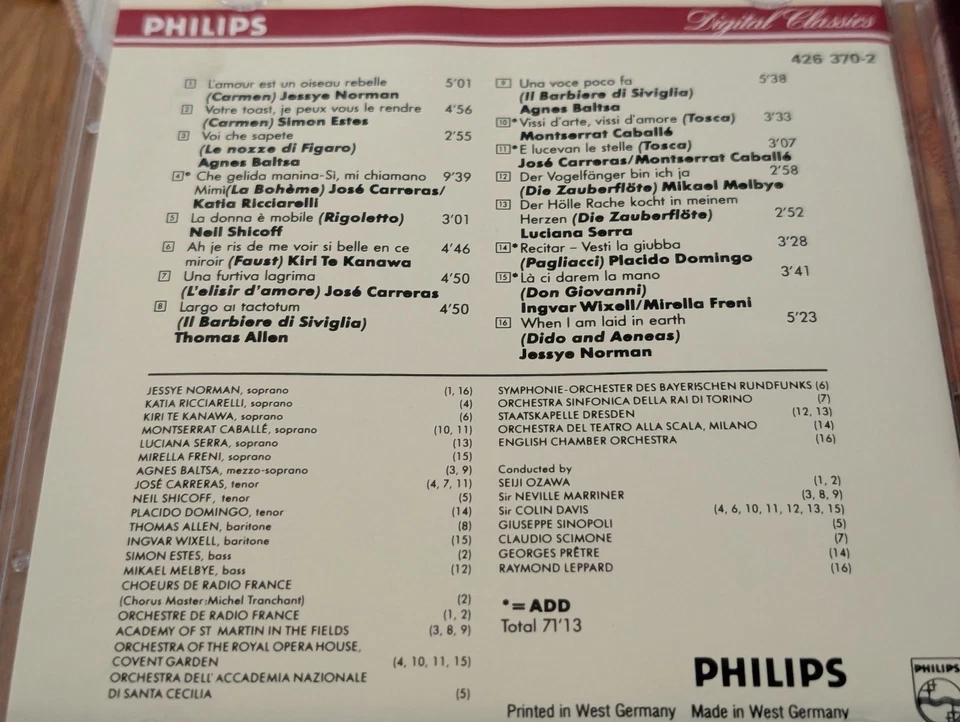 PHILIPS
Digital Classics
426 370-2
1 L'amour est un oiseau rebelle 5'01
(Carmen) Jessye Norman
2 Votre toast, je peux vous le rendre 4'56
(Carmen) Simon Estes
3 Voi che sapete 2'55
(Le nozze di Figaro)
Agnes Baltsa
4* Che gelida manina-Sì, mi chiamano 9'39
Mimì(La Bohème) José Carreras/
Katia Ricciarelli
5 La donna è mobile (Rigoletto) 3'01
Neil Shicoff
6 Ah je ris de me voir si belle en ce 4'46
miroir (Faust) Kiri Te Kanawa
7 Una furtiva lagrima 4'50
(L'elisir d'amore) José Carreras
8 Largo al factotum 4'50
(Il Barbiere di Siviglia)
Thomas Allen
9 Una voce poco fa 5'38
(Il Barbiere di Siviglia)
Agnes Baltsa
10* Vissi d'arte, vissi d'amore (Tosca) 3'33
Montserrat Caballé
11* E lucevan le stelle (Tosca) 3'07
José Carreras/Montserrat Caballé
12 Der Vogelfänger bin ich ja 2'58
(Die Zauberflöte) Mikael Melbye
13 Der Hölle Rache kocht in meinem
Herzen (Die Zauberflöte) 2'52
Luciana Serra
14* Recitar – Vesti la giubba 3'28
(Pagliacci) Placido Domingo
15* Là ci darem la mano 3'41
(Don Giovanni)
Ingvar Wixell/Mirella Freni
16 When I am laid in earth 5'23
(Dido and Aeneas)
Jessye Norman
JESSYE NORMAN, soprano (1, 16)
KATIA RICCIARELLI, soprano (4)
KIRI TE KANAWA, soprano (6)
MONTSERRAT CABALLÉ, soprano (10, 11)
LUCIANA SERRA, soprano (13)
MIRELLA FRENI, soprano (15)
AGNES BALTSA, mezzo-soprano (3, 9)
JOSÉ CARRERAS, tenor (4, 7, 11)
NEIL SHICOFF, tenor (5)
PLACIDO DOMINGO, tenor (14)
THOMAS ALLEN, baritone (8)
INGVAR WIXELL, baritone (15)
SIMON ESTES, bass (2)
MIKAEL MELBYE, bass (12)
CHOEURS DE RADIO FRANCE
(Chorus Master:Michel Tranchant) (2)
ORCHESTRE DE RADIO FRANCE (1, 2)
ACADEMY OF ST MARTIN IN THE FIELDS (3, 8, 9)
ORCHESTRA OF THE ROYAL OPERA HOUSE,
COVENT GARDEN (4, 10, 11, 15)
ORCHESTRA DELL'ACCADEMIA NAZIONALE
DI SANTA CECILIA (5)
SYMPHONIE-ORCHESTER DES BAYERISCHEN RUNDFUNKS (6)
ORCHESTRA SINFONICA DELLA RAI DI TORINO (7)
STAATSKAPELLE DRESDEN (12, 13)
ORCHESTRA DEL TEATRO ALLA SCALA, MILANO (14)
ENGLISH CHAMBER ORCHESTRA (16)
Conducted by
SEIJI OZAWA (1, 2)
Sir NEVILLE MARRINER (3, 8, 9)
Sir COLIN DAVIS (4, 6, 10, 11, 12, 13, 15)
GIUSEPPE SINOPOLI (5)
CLAUDIO SCIMONE (7)
GEORGES PRÊTRE (14)
RAYMOND LEPPARD (16)
*= ADD
Total 71'13
PHILIPS
PHILIPS
Printed in West Germany Made in West Germany